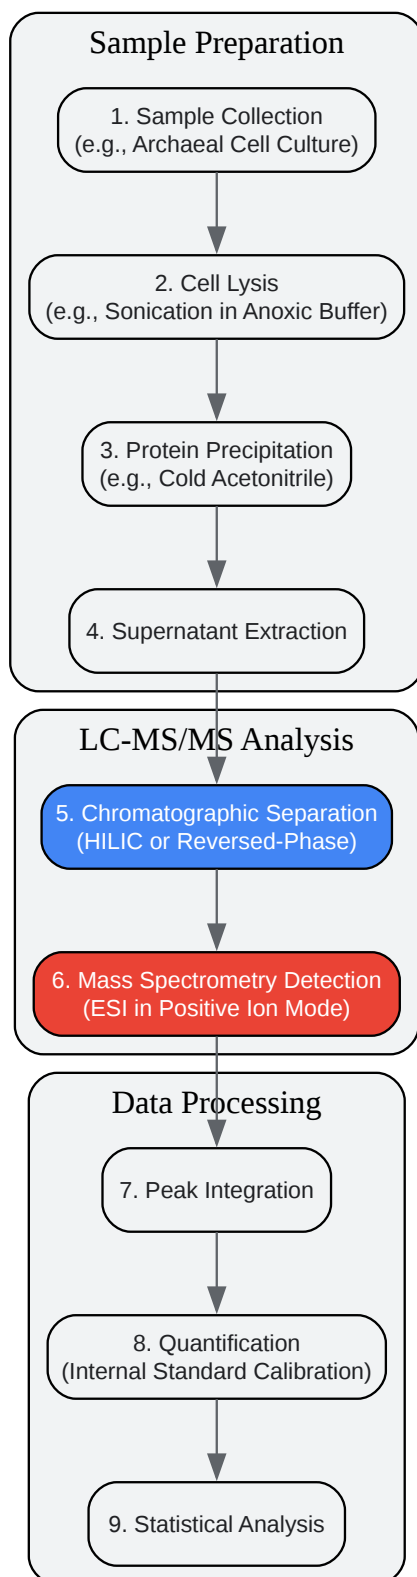 Sample Preparation
1. Sample Collection
(e.g., Archaeal Cell Culture)
2. Cell Lysis
(e.g., Sonication in Anoxic Buffer)
3. Protein Precipitation
(e.g., Cold Acetonitrile)
4. Supernatant Extraction
LC-MS/MS Analysis
5. Chromatographic Separation
(HILIC or Reversed-Phase)
6. Mass Spectrometry Detection
(ESI in Positive Ion Mode)
Data Processing
7. Peak Integration
8. Quantification
(Internal Standard Calibration)
9. Statistical Analysis